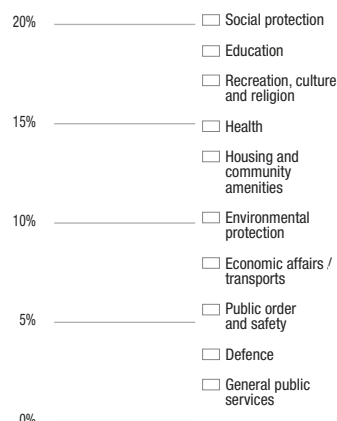 20%
Social protection
Education
Recreation, culture
and religion
15%
Health
Housing and
community
amenities
10%
Environmental
protection
Economic affairs /
transports
5%
Public order
and safety
Defence
General public
services
0%